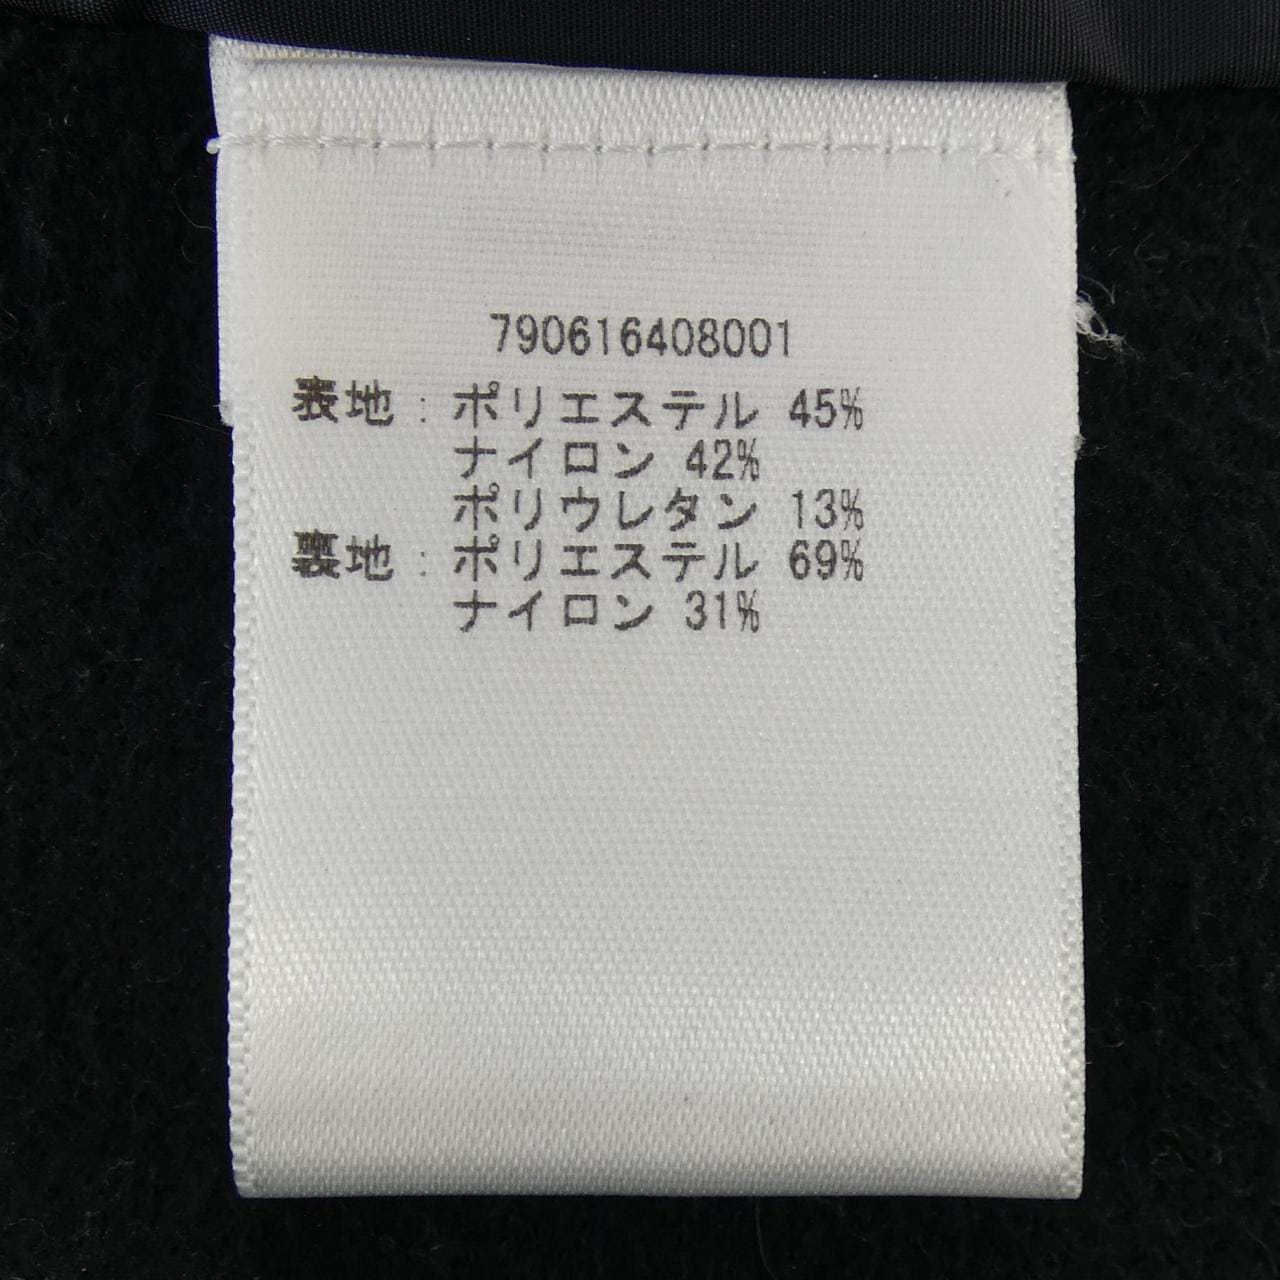 790616408001
表地：ポリエステル 45%
ナイロン 42%
ポリウレタン 13%
裏地：ポリエステル 69%
ナイロン 31%